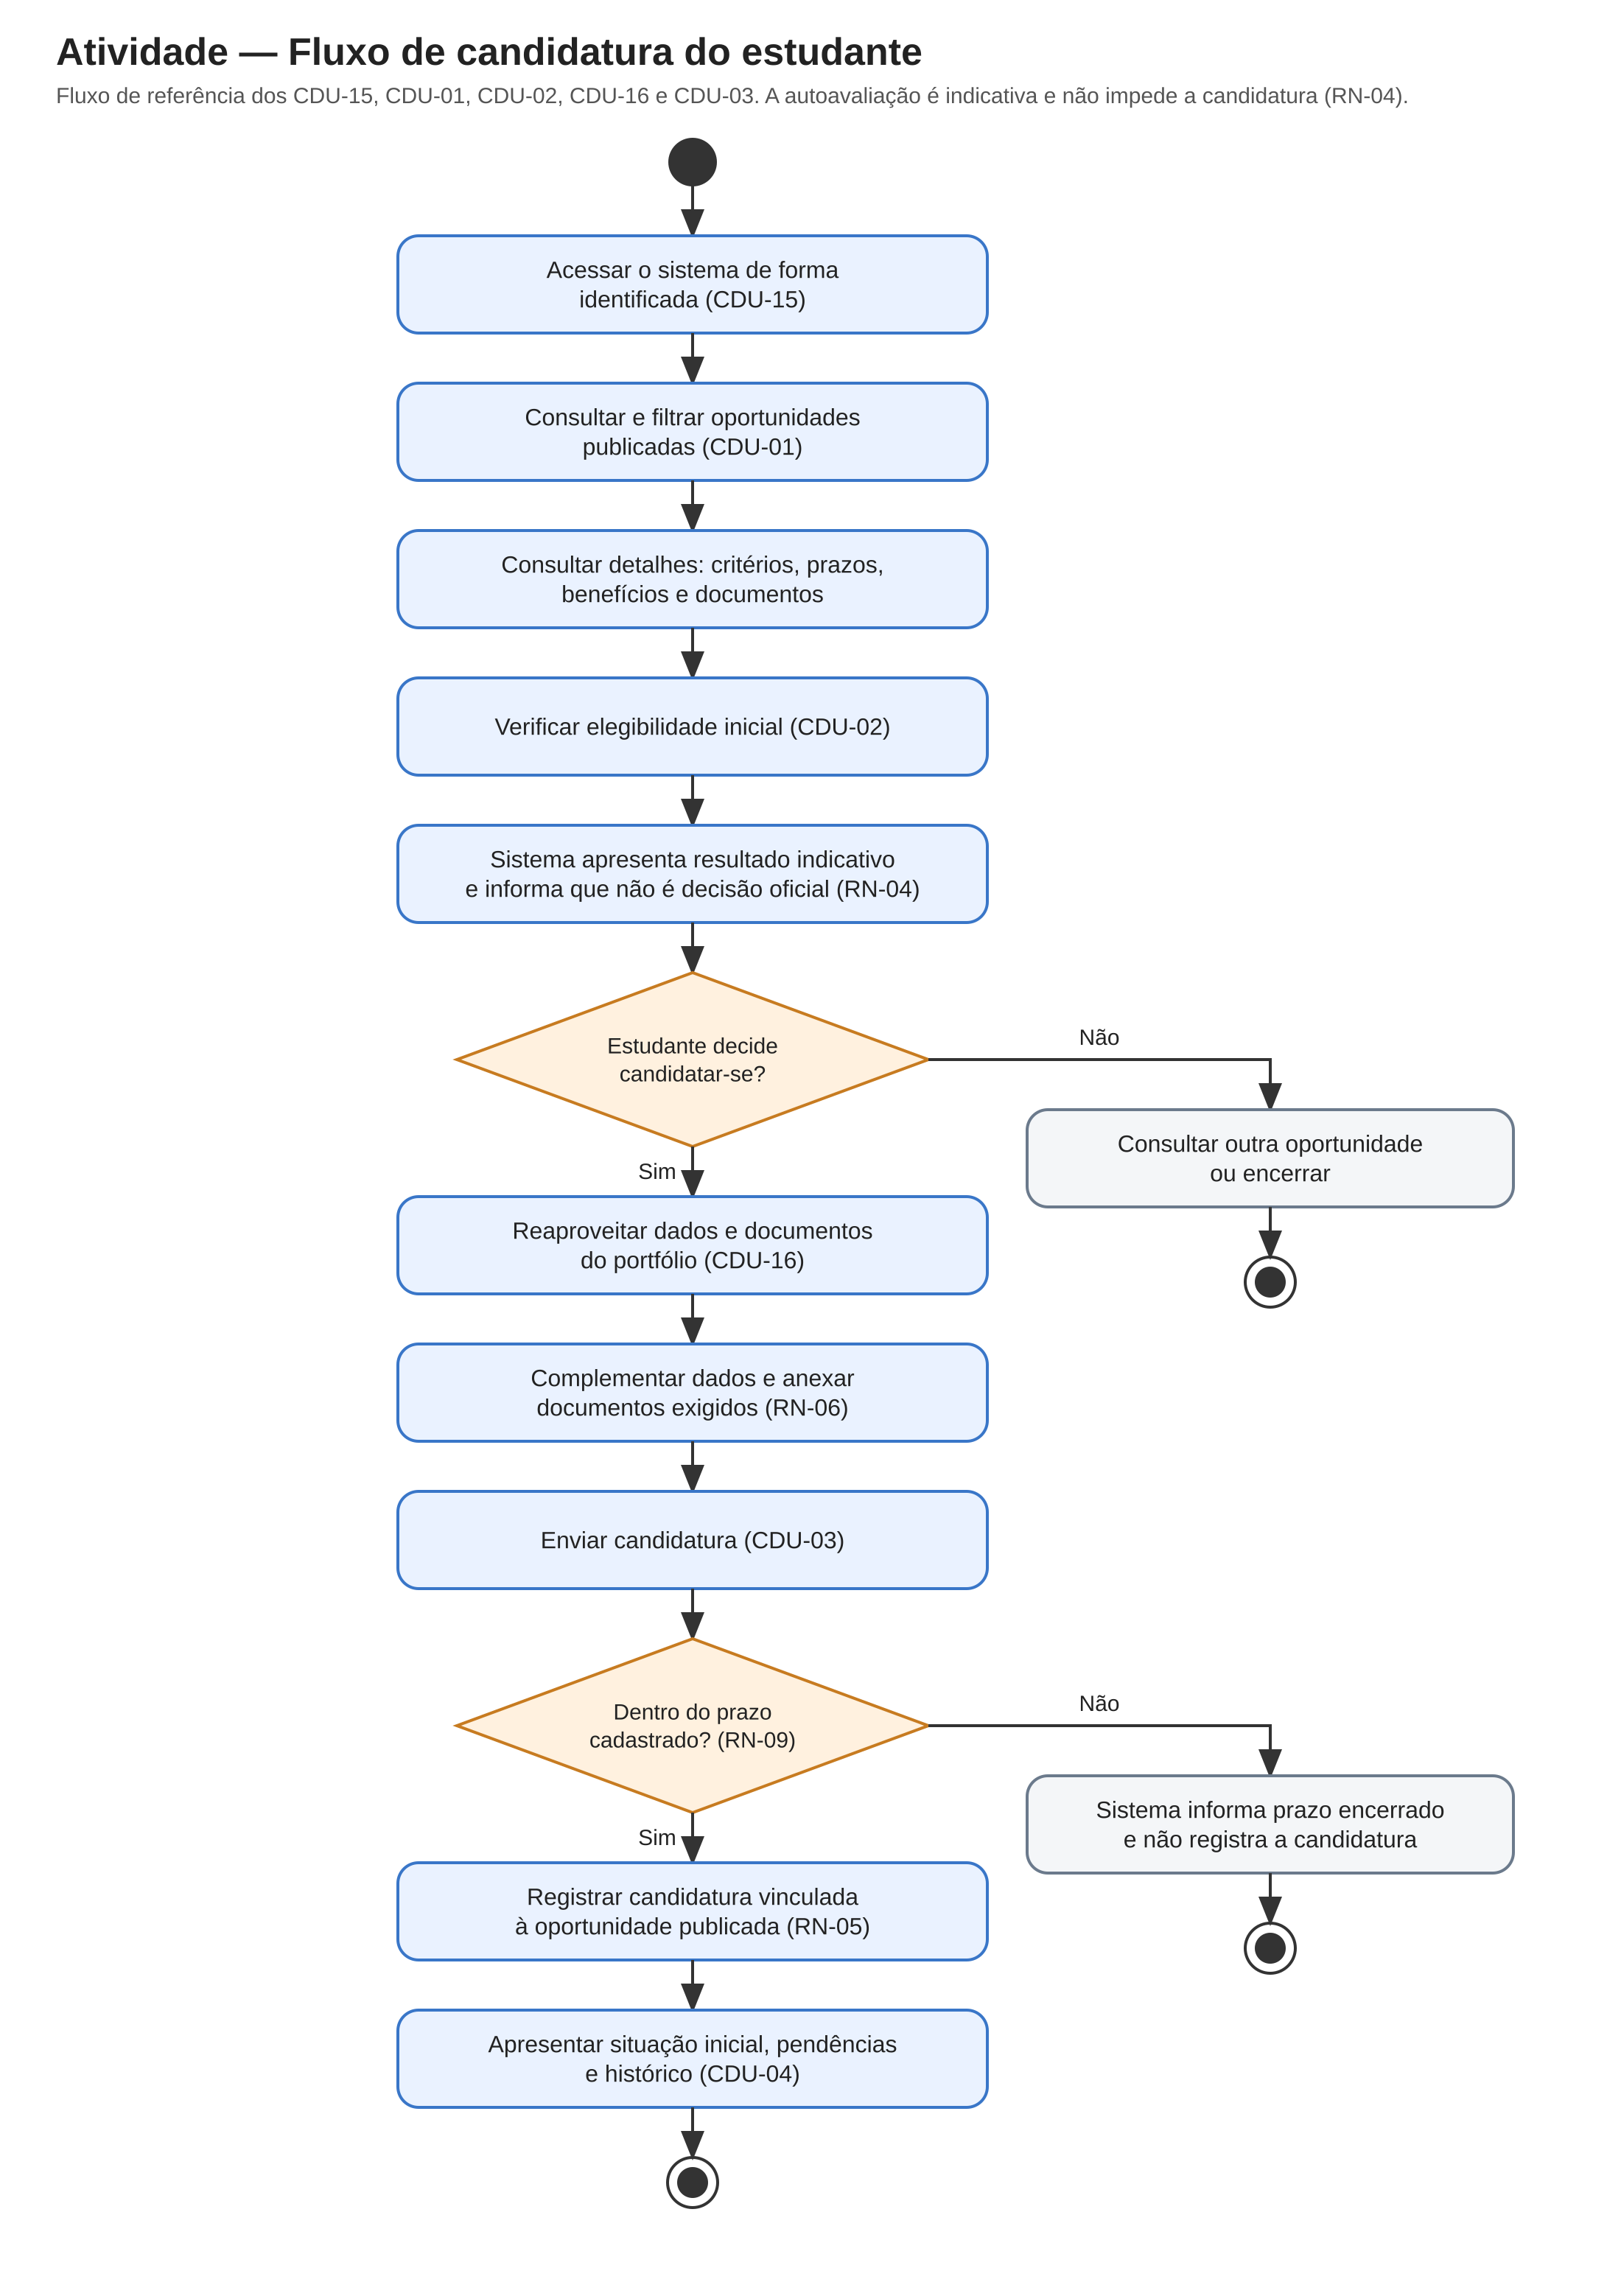 Atividade — Fluxo de candidatura do estudante
Fluxo de referência dos CDU-15, CDU-01, CDU-02, CDU-16 e CDU-03. A autoavaliação é indicativa e não impede a candidatura (RN-04).
Acessar o sistema de forma
identificada (CDU-15)
Consultar e filtrar oportunidades
publicadas (CDU-01)
Consultar detalhes: critérios, prazos,
benefícios e documentos
Verificar elegibilidade inicial (CDU-02)
Sistema apresenta resultado indicativo
e informa que não é decisão oficial (RN-04)
Estudante decide
candidatar-se?
Não
Consultar outra oportunidade
ou encerrar
Sim
Reaproveitar dados e documentos
do portfólio (CDU-16)
Complementar dados e anexar
documentos exigidos (RN-06)
Enviar candidatura (CDU-03)
Dentro do prazo
cadastrado? (RN-09)
Não
Sistema informa prazo encerrado
e não registra a candidatura
Sim
Registrar candidatura vinculada
à oportunidade publicada (RN-05)
Apresentar situação inicial, pendências
e histórico (CDU-04)